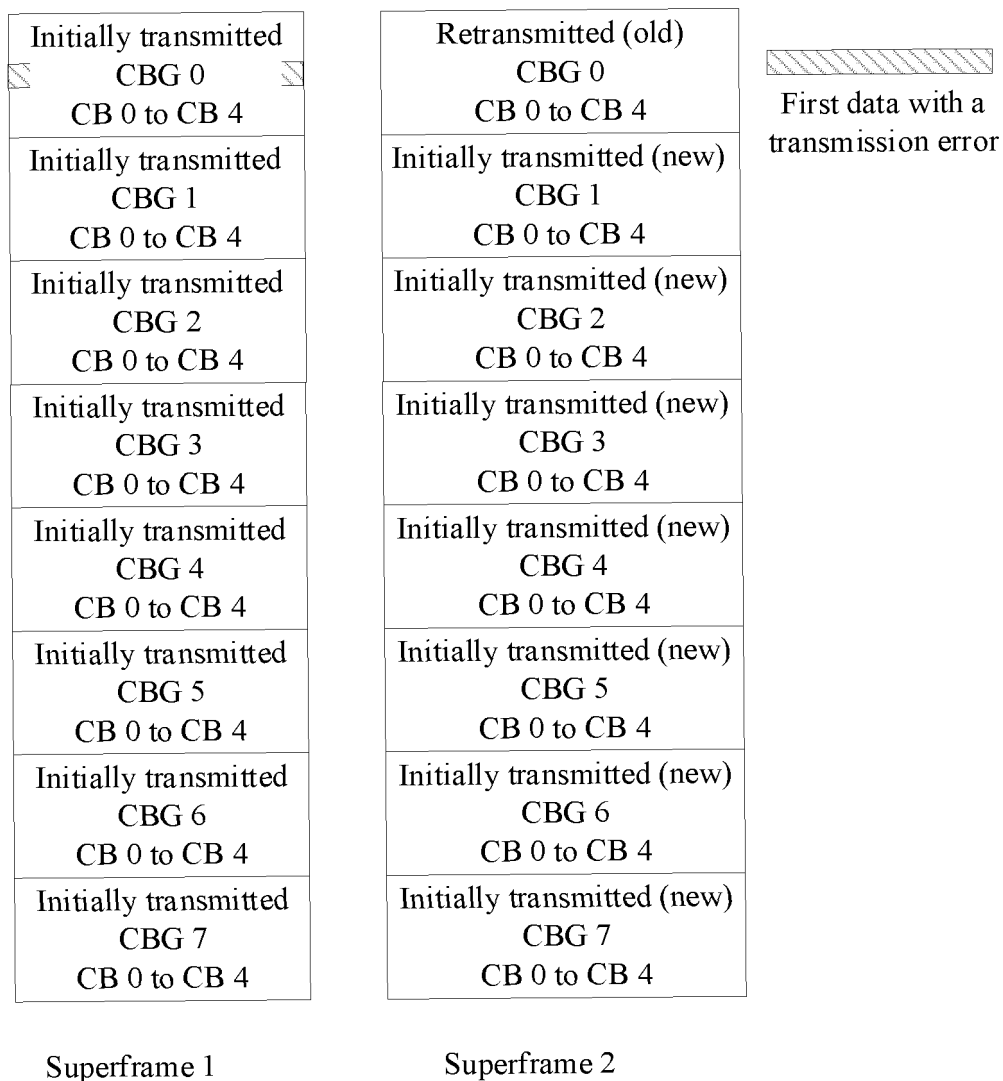 Initially transmitted
CBG 0
CB 0 to CB 4
Initially transmitted
CBG 1
CB 0 to CB 4
Initially transmitted
CBG 2
CB 0 to CB 4
Initially transmitted
CBG 3
CB 0 to CB 4
Initially transmitted
CBG 4
CB 0 to CB 4
Initially transmitted
CBG 5
CB 0 to CB 4
Initially transmitted
CBG 6
CB 0 to CB 4
Initially transmitted
CBG 7
CB 0 to CB 4
Superframe 1
Retransmitted (old)
CBG 0
CB 0 to CB 4
Initially transmitted (new)
CBG 1
CB 0 to CB 4
Initially transmitted (new)
CBG 2
CB 0 to CB 4
Initially transmitted (new)
CBG 3
CB 0 to CB 4
Initially transmitted (new)
CBG 4
CB 0 to CB 4
Initially transmitted (new)
CBG 5
CB 0 to CB 4
Initially transmitted (new)
CBG 6
CB 0 to CB 4
Initially transmitted (new)
CBG 7
CB 0 to CB 4
Superframe 2
First data with a
transmission error